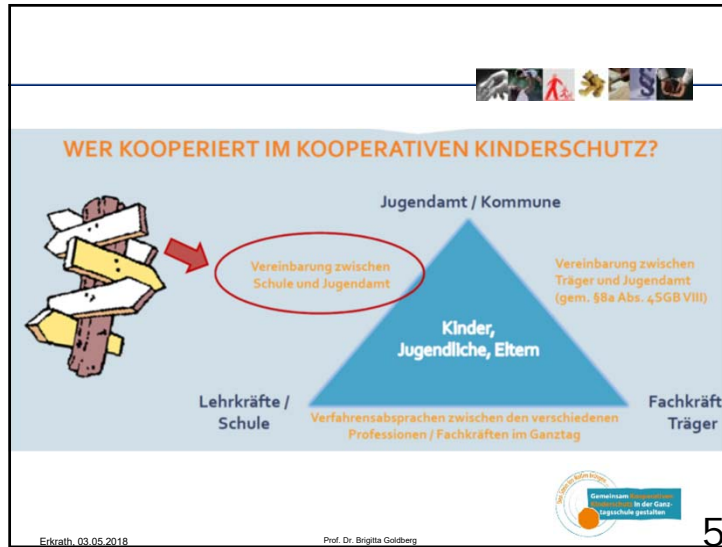 WER KOOPERIERT IM KOOPERATIVEN KINDERSCHUTZ?
Jugendamt / Kommune
Vereinbarung zwischen
Schule und Jugendamt
Vereinbarung zwischen
Träger und Jugendamt
(gem. §8a Abs. 4SGB VIII)
Kinder,
Jugendliche, Eltern
Lehrkräfte /
Schule
Fachkräft
Träger
Verfahrensabsprachen zwischen den verschiedenen
Professionen / Fachkräften im Ganztag
Gemeinsam Kooperativen
Kinderschutz in der Ganz-
tagsschule gestalten
Erkrath, 03.05.2018
Prof. Dr. Brigitta Goldberg
5